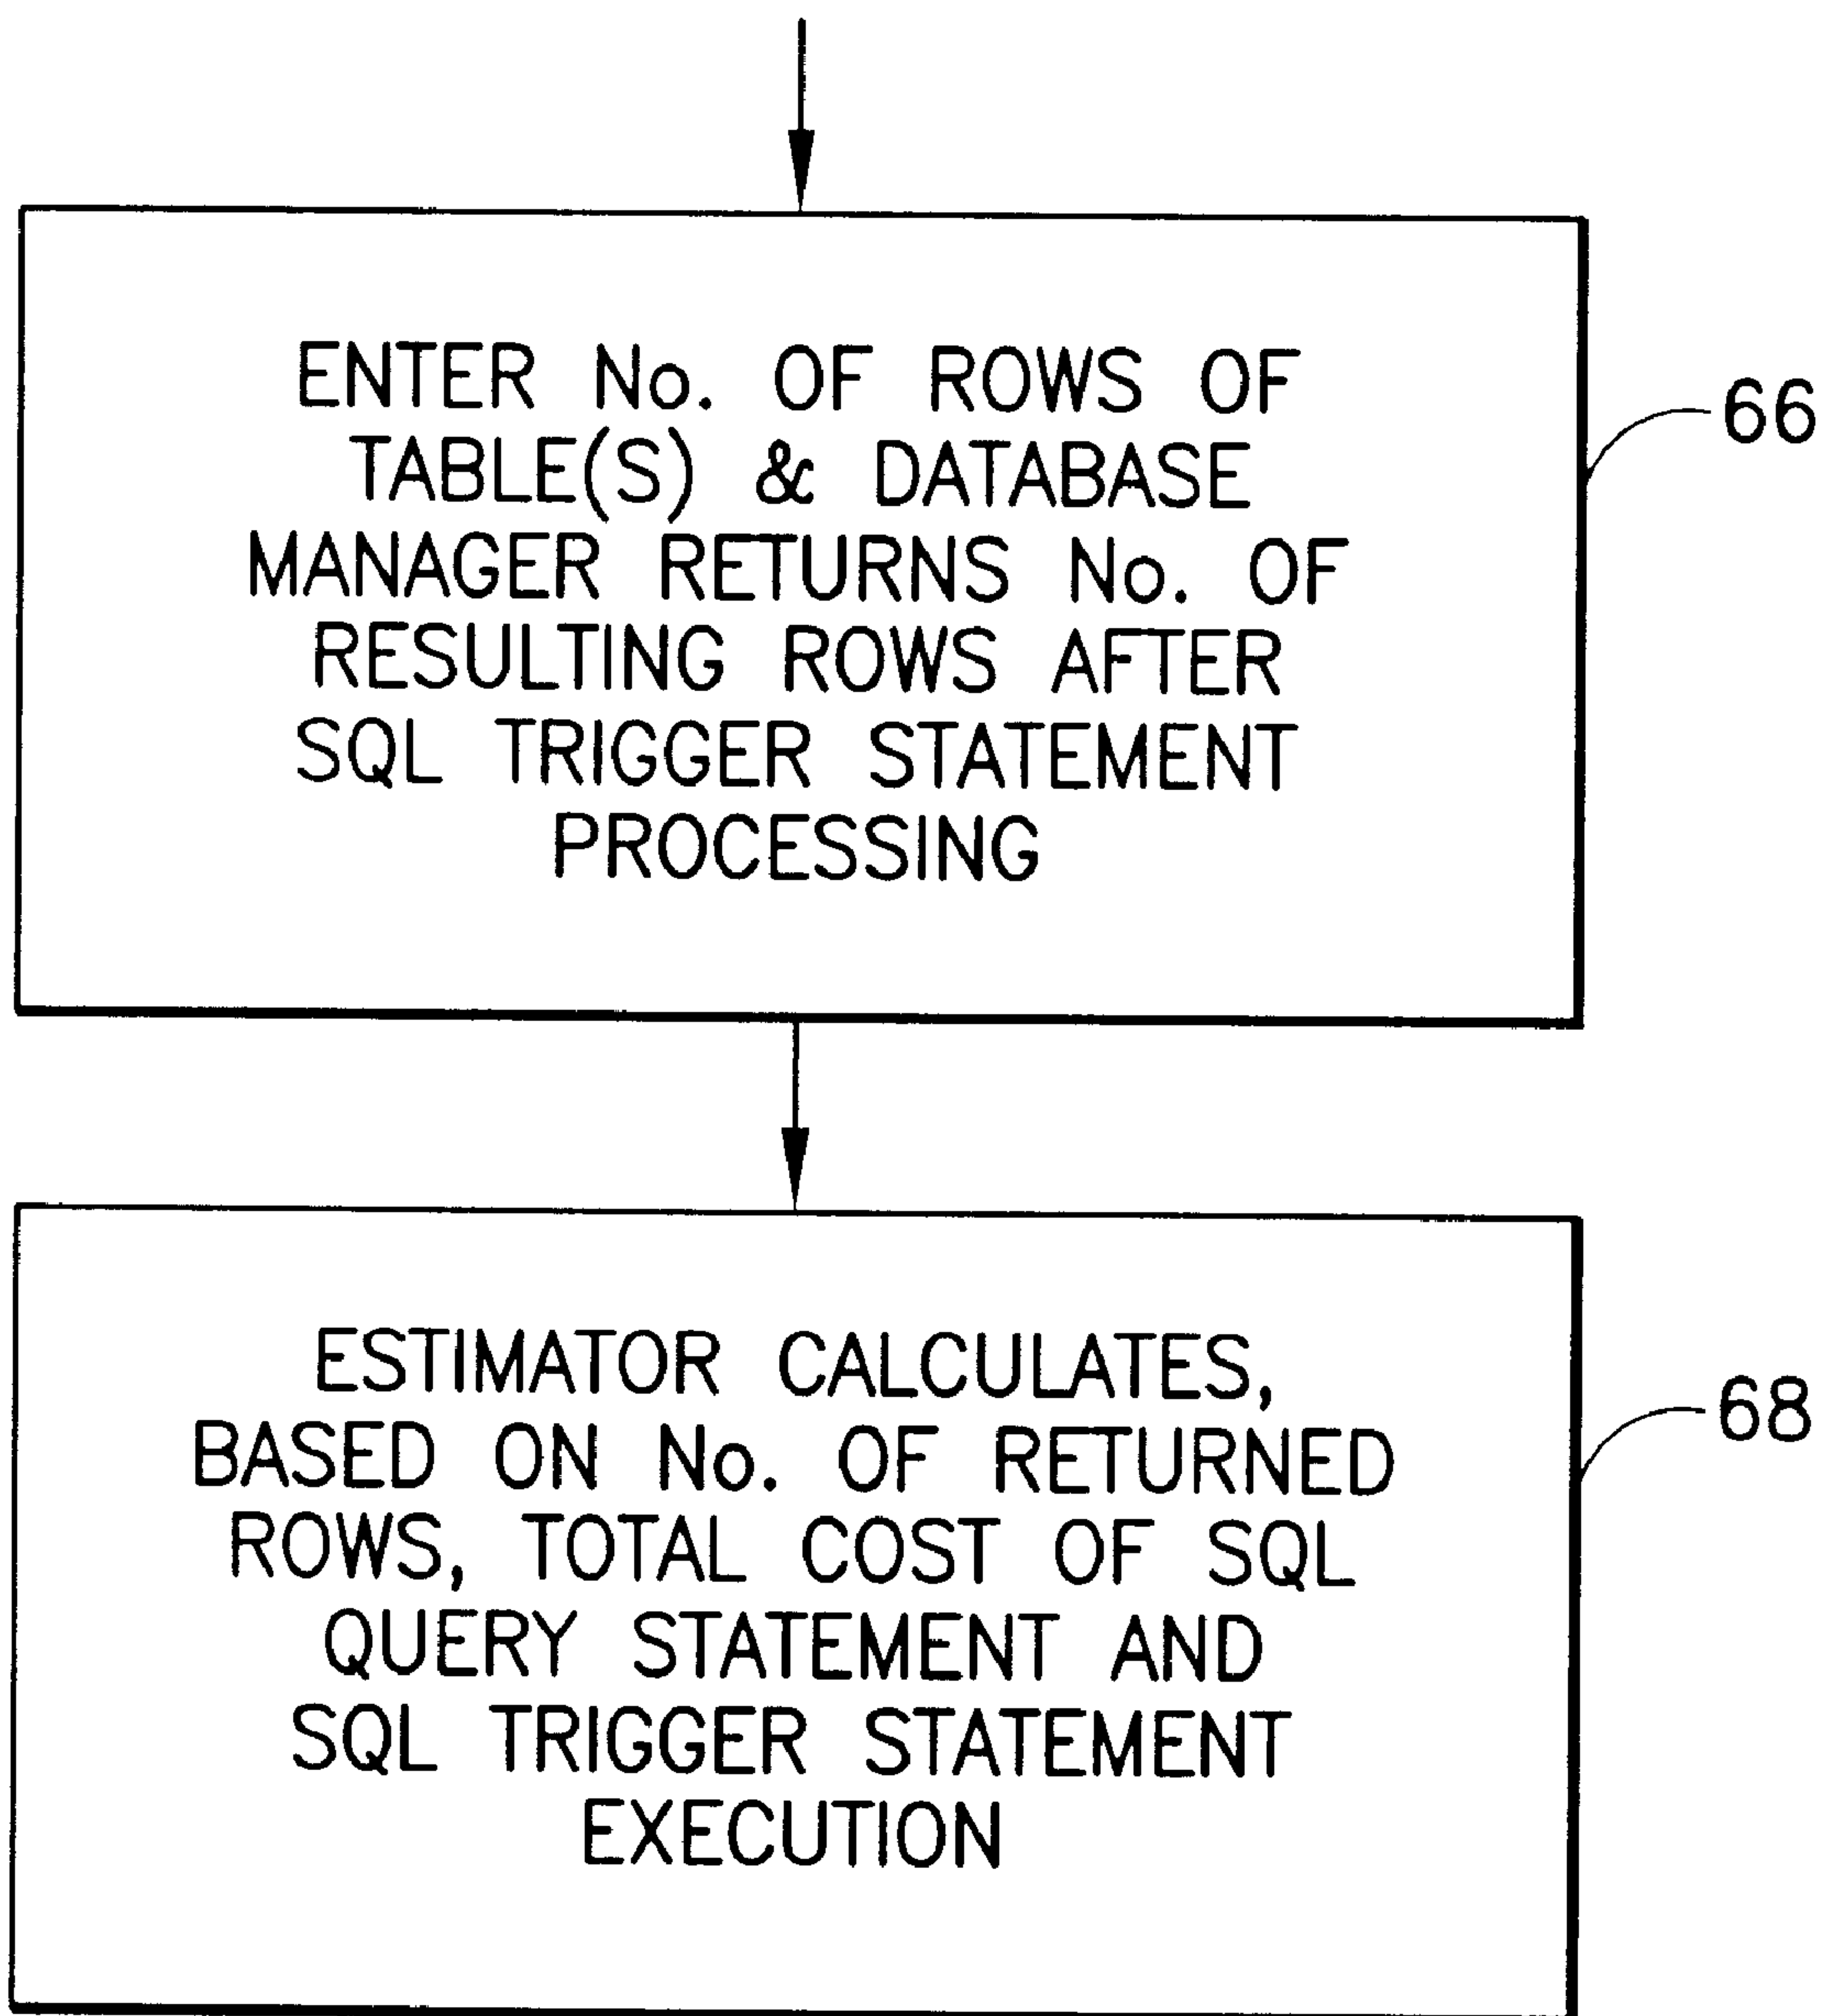 ENTER No. OF ROWS OF
TABLE(S) & DATABASE
MANAGER RETURNS No. OF
RESULTING ROWS AFTER
SQL TRIGGER STATEMENT
PROCESSING
66
ESTIMATOR CALCULATES,
BASED ON No. OF RETURNED
ROWS, TOTAL COST OF SQL
QUERY STATEMENT AND
SQL TRIGGER STATEMENT
EXECUTION
68